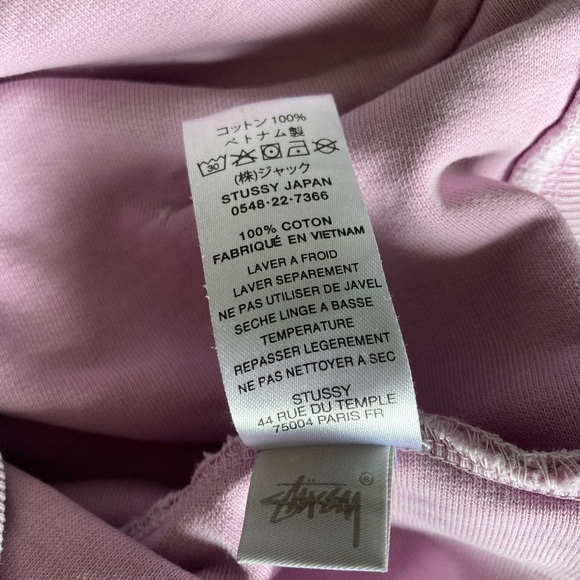 コットン 100%
ベトナム製
30
(株)ジャック
STUSSY JAPAN
0548·22·7366
100% COTON
FABRIQUÉ EN VIETNAM
LAVER A FROID
LAVER SEPAREMENT
NE PAS UTILISER DE JAVEL
SECHE LINGE A BASSE
TEMPERATURE
REPASSER LEGEREMENT
NE PAS NETTOYER A SEC
STUSSY
44 RUE DU TEMPLE
75004 PARIS FR
STÜSSY ®